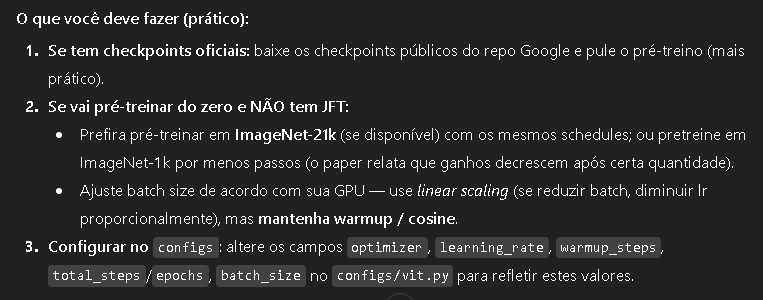 O que você deve fazer (prático):
1. Se tem checkpoints oficiais: baixe os checkpoints públicos do repo Google e pule o pré-treino (mais
prático).
2. Se vai pré-treinar do zero e NÃO tem JFT:
• Prefira pré-treinar em ImageNet-21k (se disponível) com os mesmos schedules; ou pretreine em
ImageNet-1k por menos passos (o paper relata que ganhos decrescem após certa quantidade).
• Ajuste batch size de acordo com sua GPU — use linear scaling (se reduzir batch, diminuir lr
proporcionalmente), mas mantenha warmup / cosine.
3. Configurar no configs: altere os campos optimizer, learning_rate, warmup_steps,
total_steps/epochs, batch_size no configs/vit.py para refletir estes valores.